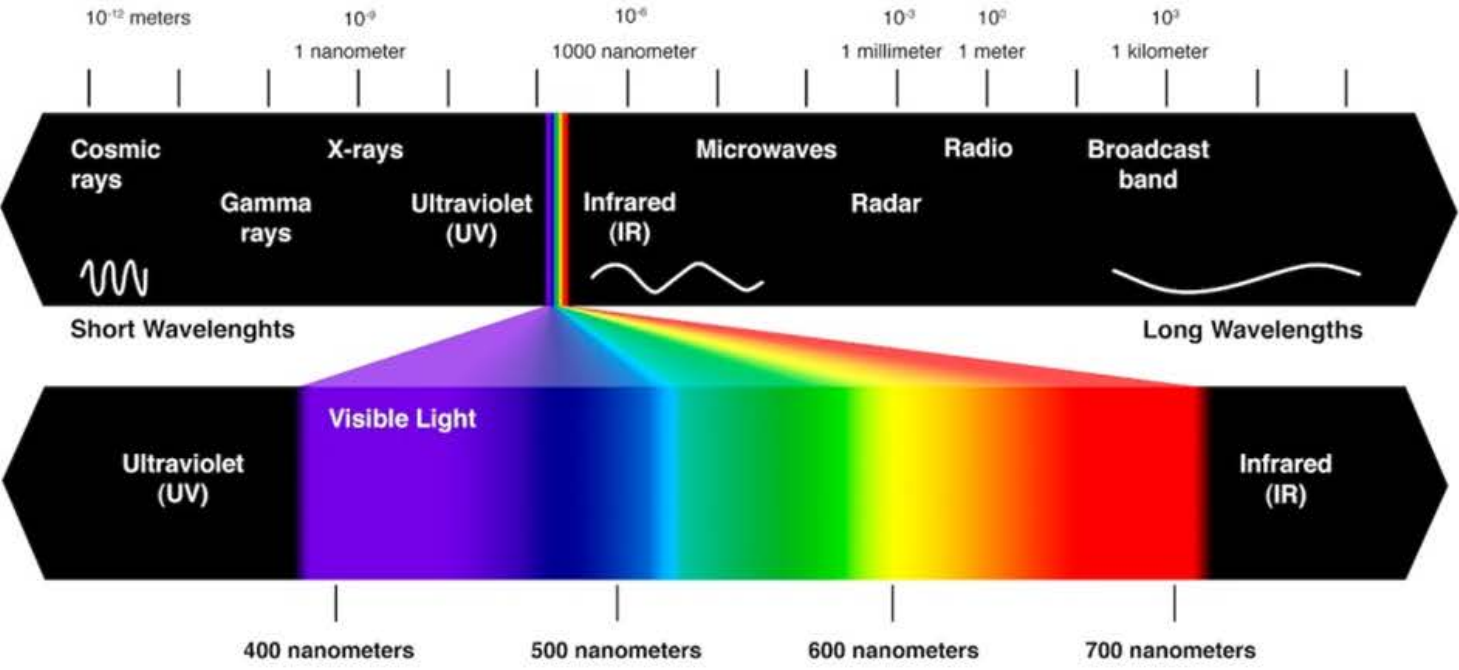 10⁻¹² meters 10⁻⁹ 10⁻⁶ 10⁻³ 10⁰ 10³
1 nanometer 1000 nanometer 1 millimeter 1 meter 1 kilometer
Cosmic
rays
X-rays
Microwaves
Radio
Broadcast
band
Gamma
rays
Ultraviolet
(UV)
Infrared
(IR)
Radar
Short Wavelenghts
Long Wavelengths
Visible Light
Ultraviolet
(UV)
Infrared
(IR)
400 nanometers 500 nanometers 600 nanometers 700 nanometers